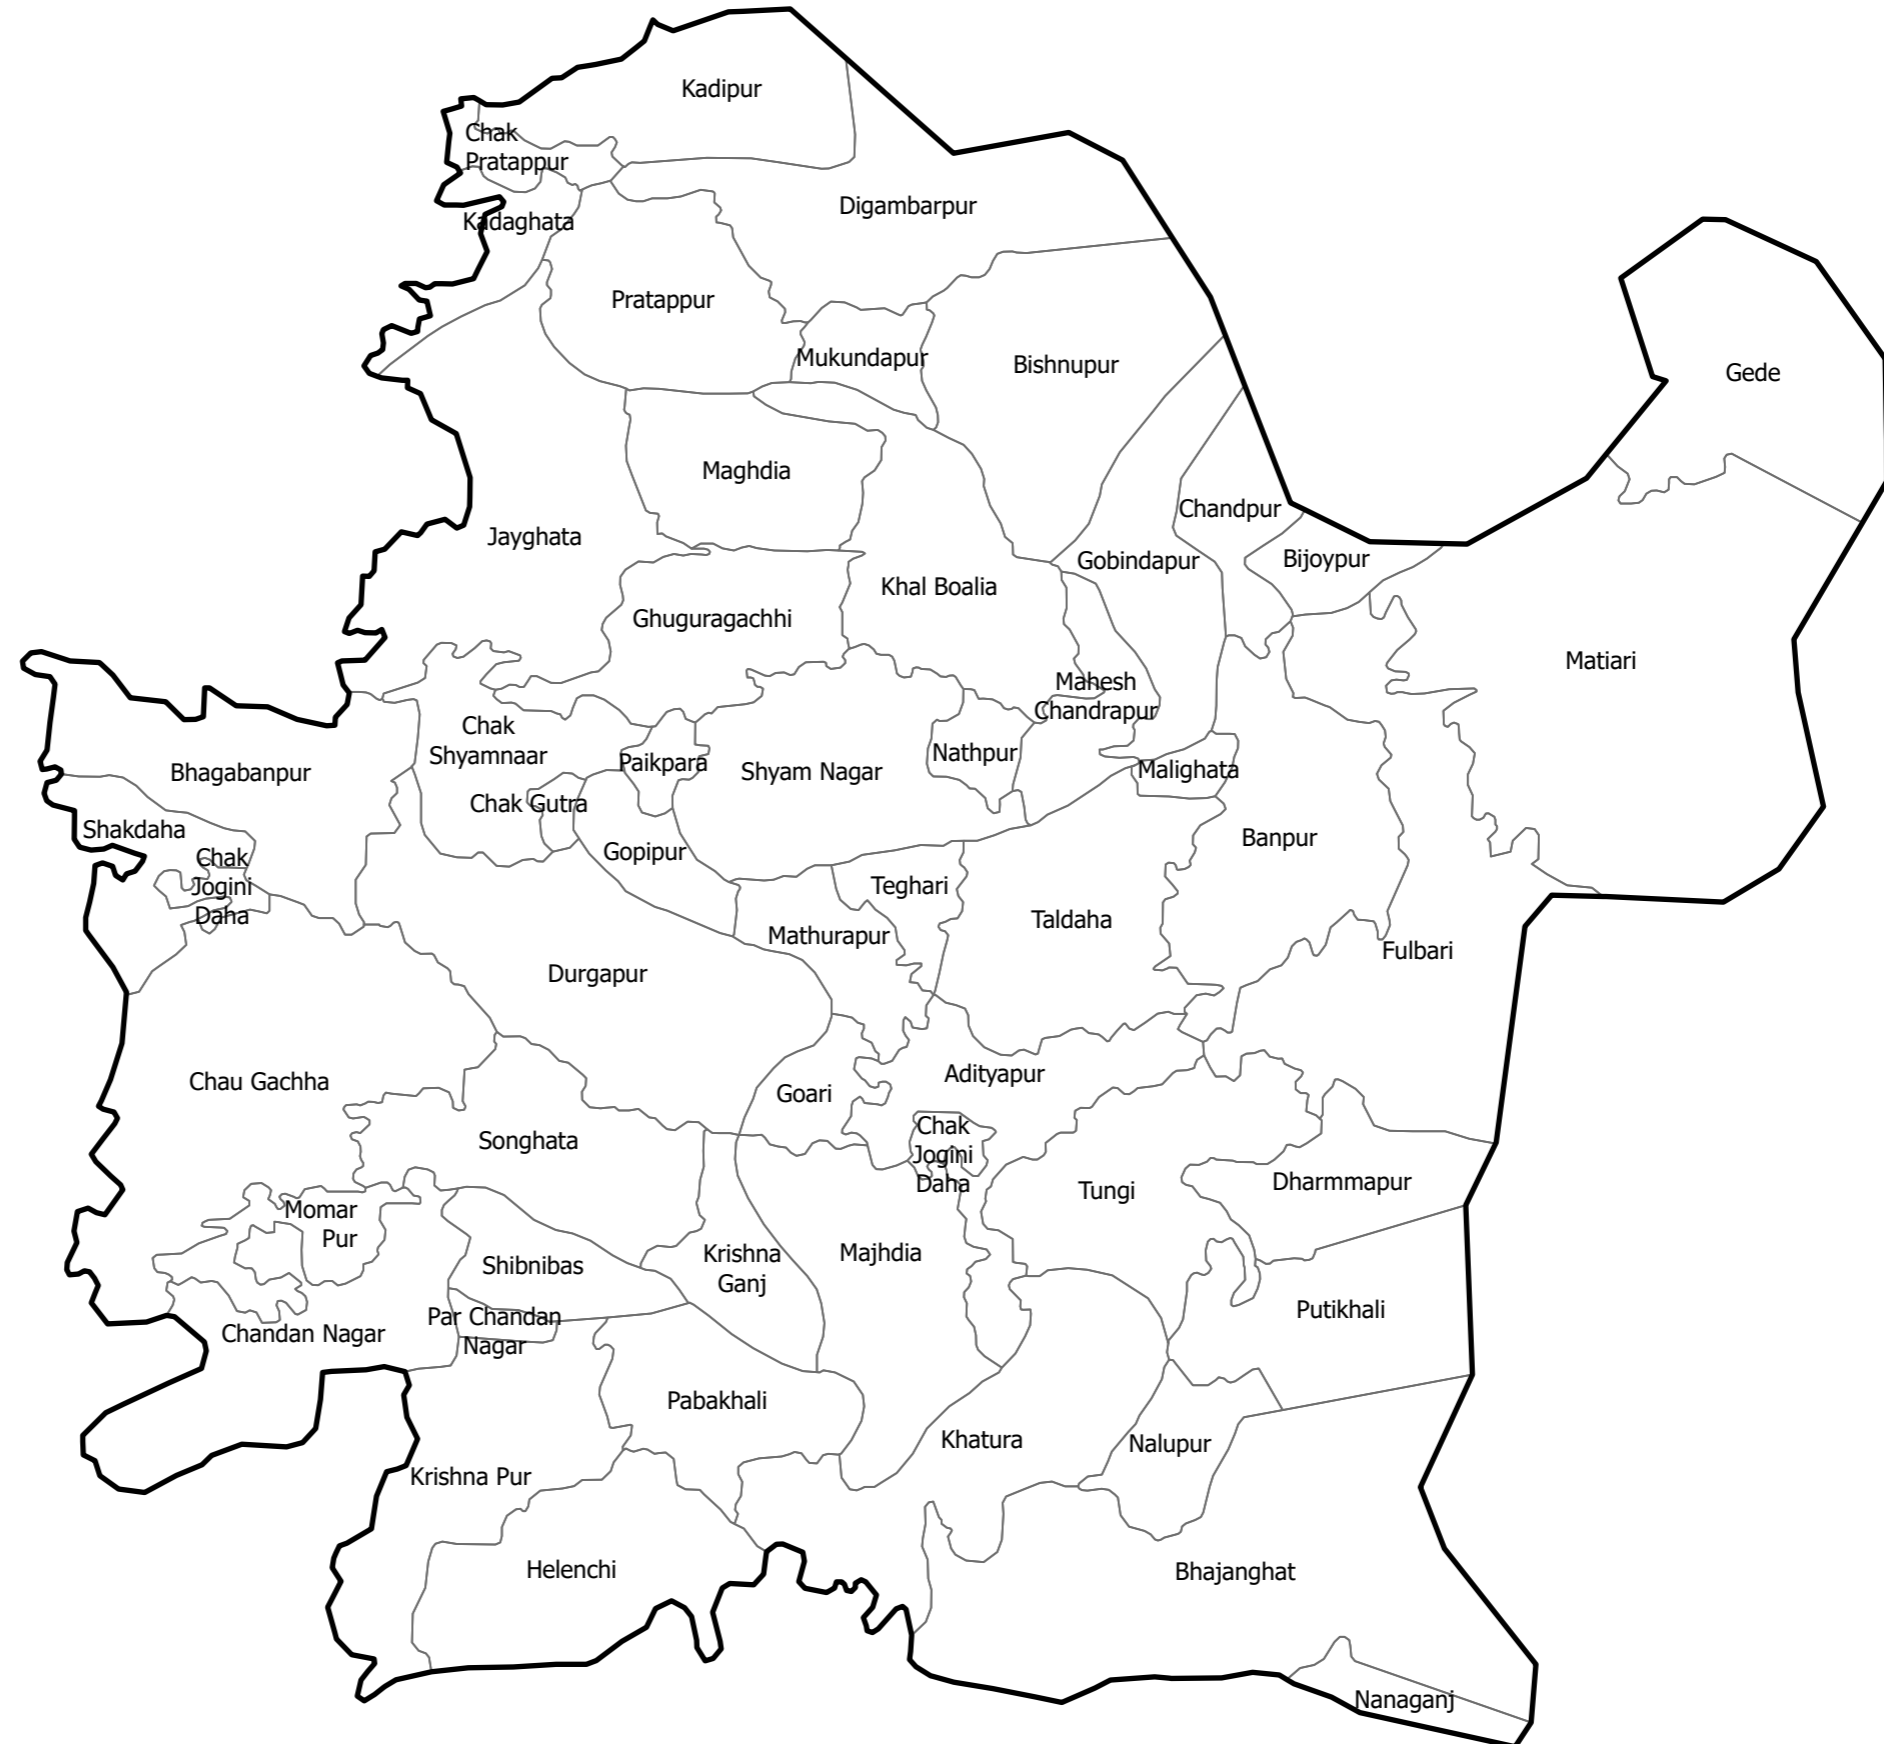 Kadipur
Chak
Pratappur
Digambarpur
Kadaghata
Pratappur
Mukundapur
Bishnupur
Gede
Maghdia
Chandpur
Jayghata
Bijoypur
Gobindapur
Khal Boalia
Ghuguragachhi
Matiari
Mahesh
Chandrapur
Chak
Shyamnaar
Nathpur
Paikpara
Malighata
Shyam Nagar
Bhagabanpur
Chak Gutra
Shakdaha
Banpur
Gopipur
Chak
Jogini
Daha
Teghari
Taldaha
Mathurapur
Fulbari
Durgapur
Adityapur
Chau Gachha
Goari
Chak
Jogini
Daha
Songhata
Dharmmapur
Tungi
Momar
Pur
Krishna
Ganj
Majhdia
Shibnibas
Putikhali
Par Chandan
Nagar
Chandan Nagar
Pabakhali
Khatura
Nalupur
Krishna Pur
Helenchi
Bhajanghat
Nanaganj